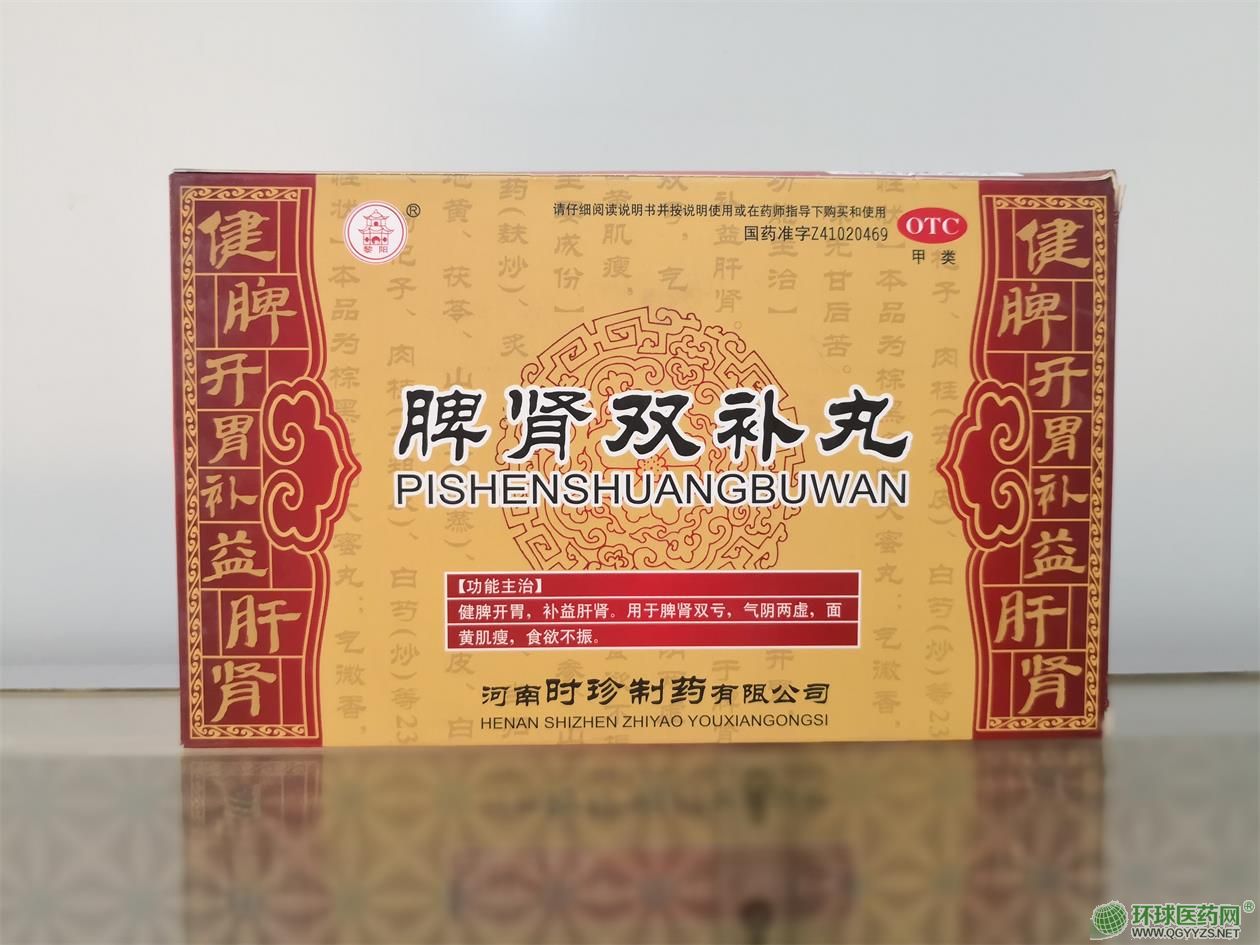 健脾开胃补益肝肾
黎阳
®
请仔细阅读说明书并按说明使用或在药师指导下购买和使用
国药准字Z41020469
OTC
甲类
脾肾双补丸
PISHENSHUANGBUWAN
【功能主治】
健脾开胃，补益肝肾。用于脾肾双亏，气阴两虚，面
黄肌瘦，食欲不振。
河南时珍制药有限公司
HENAN SHIZHEN ZHIYAO YOUXIANGONGSI
健脾开胃补益肝肾
环球医药网®
WWW.QGYYZS.NET